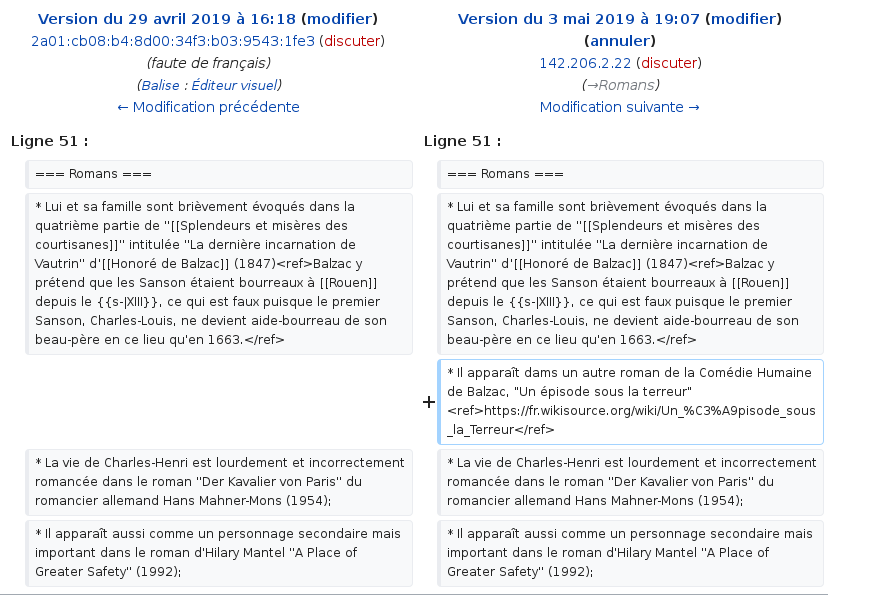 Version du 29 avril 2019 à 16:18 (modifier)
2a01:cb08:b4:8d00:34f3:b03:9543:1fe3 (discuter)
(faute de français)
(Balise : Éditeur visuel)
← Modification précédente
Version du 3 mai 2019 à 19:07 (modifier)
(annuler)
142.206.2.22 (discuter)
(→Romans)
Modification suivante →
Ligne 51 :
=== Romans ===
* Lui et sa famille sont brièvement évoqués dans la
quatrième partie de ''[[Splendeurs et misères des
courtisanes]]'' intitulée ''La dernière incarnation de
Vautrin'' d'[[Honoré de Balzac]] (1847)<ref>Balzac y
prétend que les Sanson étaient bourreaux à [[Rouen]]
depuis le {{s-|XIII}}, ce qui est faux puisque le premier
Sanson, Charles-Louis, ne devient aide-bourreau de son
beau-père en ce lieu qu'en 1663.</ref>
* La vie de Charles-Henri est lourdement et incorrectement
romancée dans le roman ''Der Kavalier von Paris'' du
romancier allemand Hans Mahner-Mons (1954);
* Il apparaît aussi comme un personnage secondaire mais
important dans le roman d'Hilary Mantel ''A Place of
Greater Safety'' (1992);
Ligne 51 :
=== Romans ===
* Lui et sa famille sont brièvement évoqués dans la
quatrième partie de ''[[Splendeurs et misères des
courtisanes]]'' intitulée ''La dernière incarnation de
Vautrin'' d'[[Honoré de Balzac]] (1847)<ref>Balzac y
prétend que les Sanson étaient bourreaux à [[Rouen]]
depuis le {{s-|XIII}}, ce qui est faux puisque le premier
Sanson, Charles-Louis, ne devient aide-bourreau de son
beau-père en ce lieu qu'en 1663.</ref>
+
* Il apparaît dams un autre roman de la Comédie Humaine
de Balzac, "Un épisode sous la terreur"
<ref>https://fr.wikisource.org/wiki/Un_%C3%A9pisode_sous
_la_Terreur</ref>
* La vie de Charles-Henri est lourdement et incorrectement
romancée dans le roman ''Der Kavalier von Paris'' du
romancier allemand Hans Mahner-Mons (1954);
* Il apparaît aussi comme un personnage secondaire mais
important dans le roman d'Hilary Mantel ''A Place of
Greater Safety'' (1992);